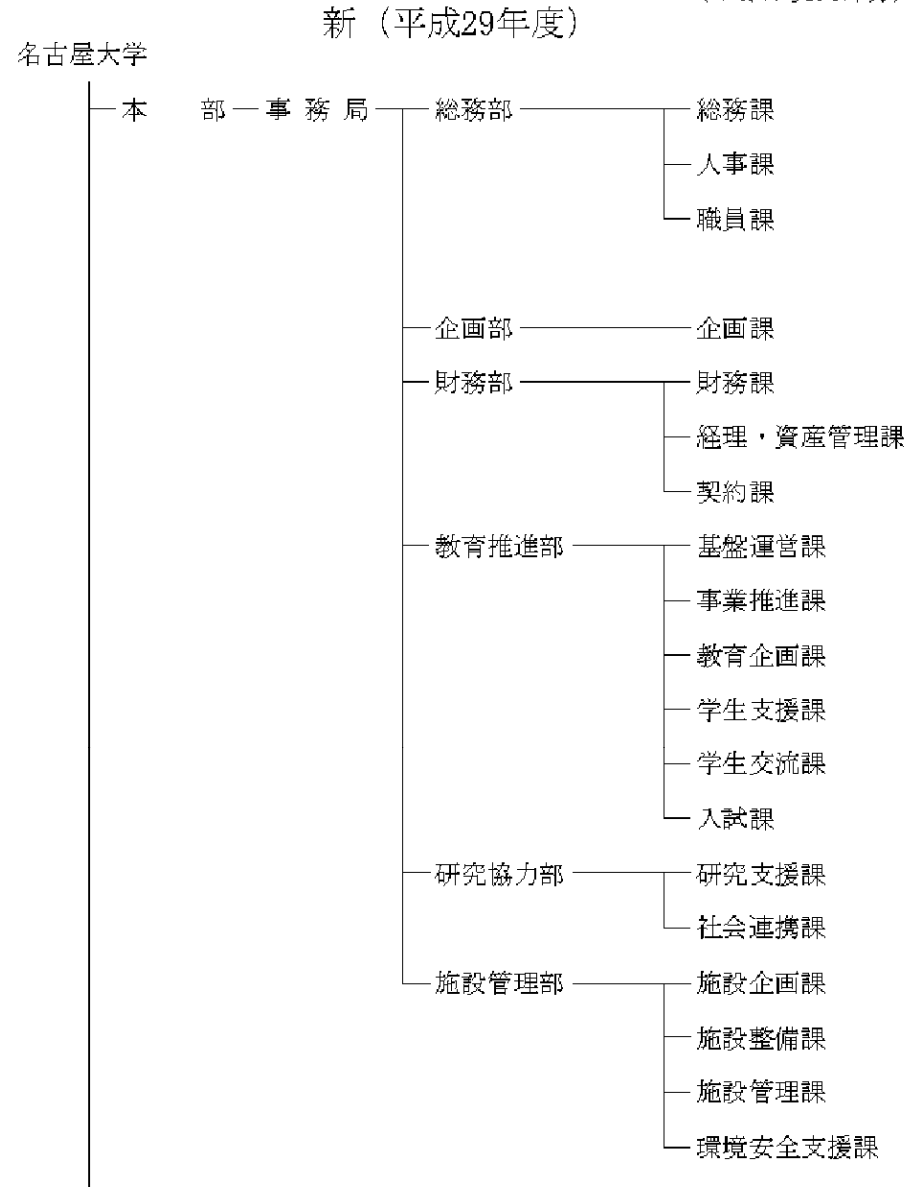 新（平成29年度）
名古屋大学
本　　部 事 務 局 総務部 総務課
人事課
職員課
企画部 企画課
財務部 財務課
経理・資産管理課
契約課
教育推進部 基盤運営課
事業推進課
教育企画課
学生支援課
学生交流課
入試課
研究協力部 研究支援課
社会連携課
施設管理部 施設企画課
施設整備課
施設管理課
環境安全支援課